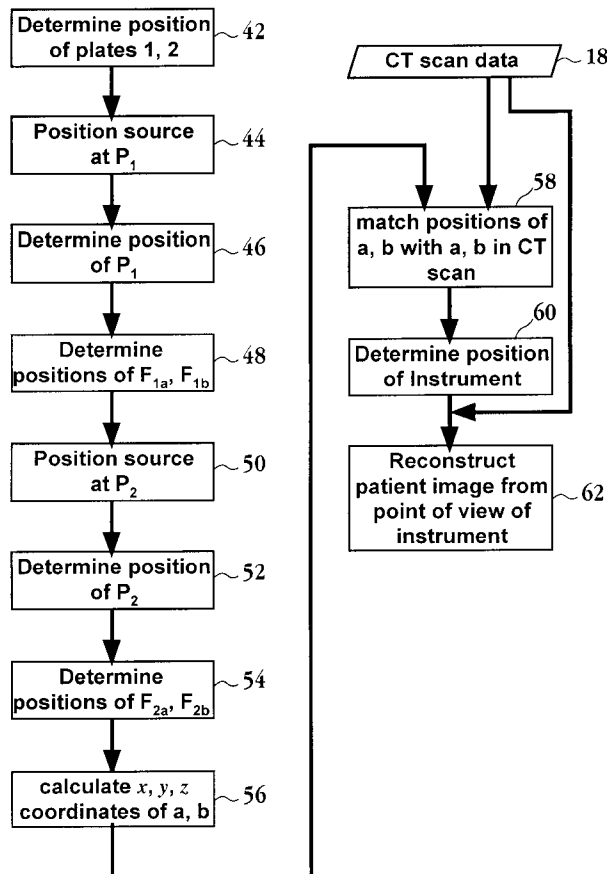 Determine position
of plates 1, 2
42
Position source
at P₁
44
Determine position
of P₁
46
Determine
positions of F₁ₐ, F₁b
48
Position source
at P₂
50
Determine position
of P₂
52
Determine
positions of F₂ₐ, F₂b
54
calculate x, y, z
coordinates of a, b
56
CT scan data
18
58
match positions of
a, b with a, b in CT
scan
60
Determine position
of Instrument
Reconstruct
patient image from
point of view of
instrument
62